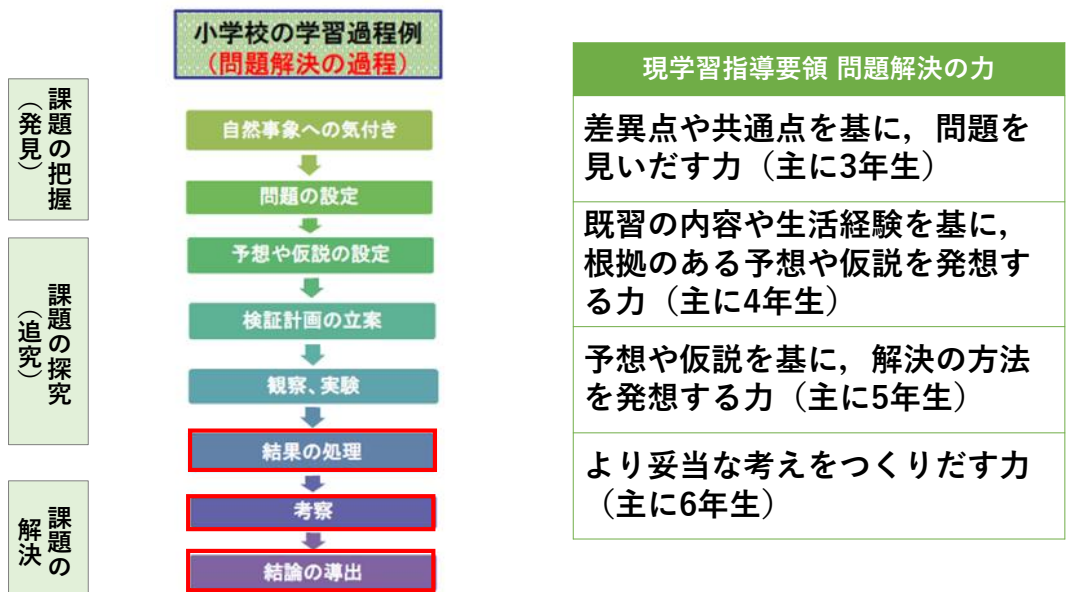 小学校の学習過程例
（問題解決の過程）
課題の把握
（発見）
自然事象への気付き
問題の設定
課題の探究
（追究）
予想や仮説の設定
検証計画の立案
観察、実験
結果の処理
課題の
解決
考察
結論の導出
現学習指導要領 問題解決の力
差異点や共通点を基に，問題を
見いだす力（主に3年生）
既習の内容や生活経験を基に，
根拠のある予想や仮説を発想す
る力（主に4年生）
予想や仮説を基に，解決の方法
を発想する力（主に5年生）
より妥当な考えをつくりだす力
（主に6年生）